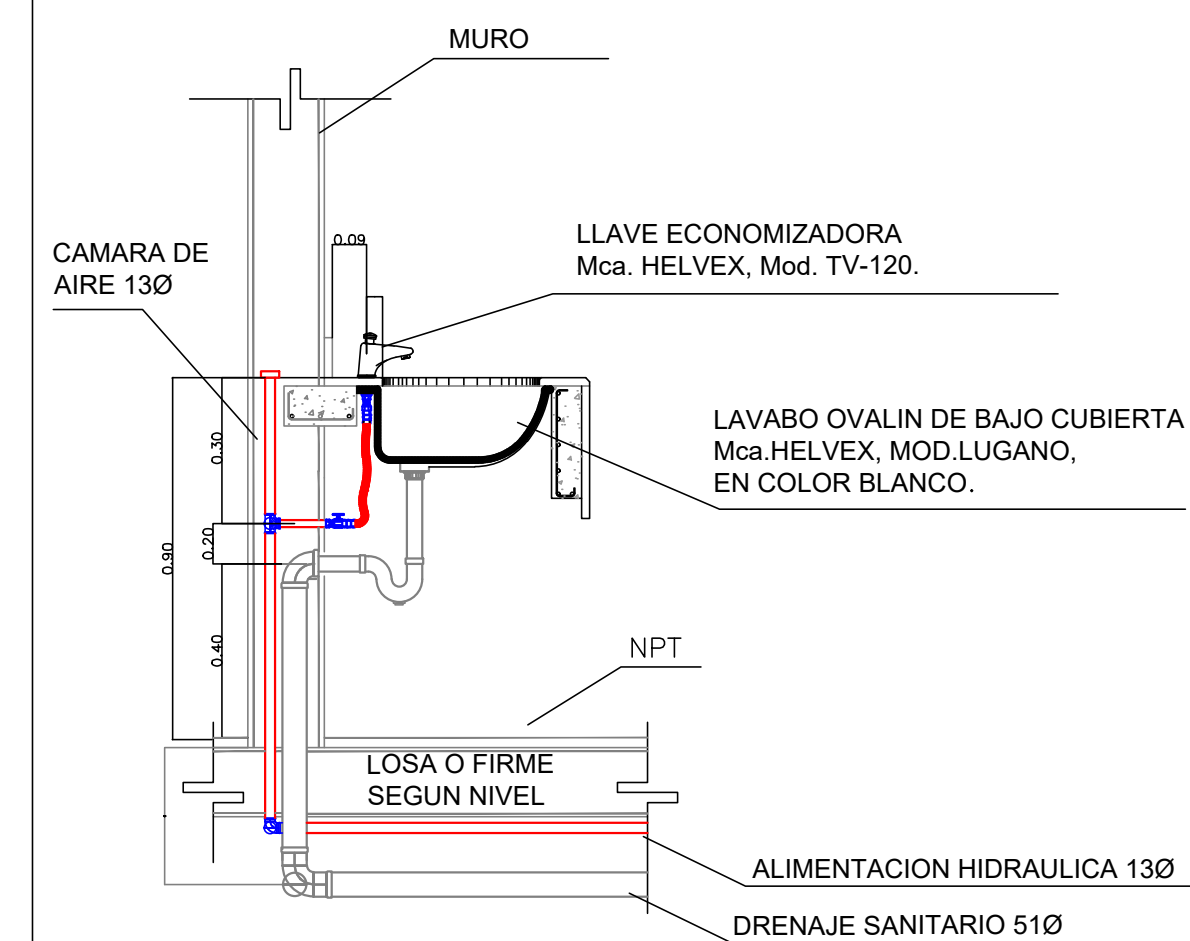 MURO
CAMARA DE
AIRE 13Ø
0.09
LLAVE ECONOMIZADORA
Mca. HELVEX, Mod. TV-120.
LAVABO OVALIN DE BAJO CUBIERTA
Mca.HELVEX, MOD.LUGANO,
EN COLOR BLANCO.
0.30
0.20
0.90
0.40
NPT
LOSA O FIRME
SEGUN NIVEL
ALIMENTACION HIDRAULICA 13Ø
DRENAJE SANITARIO 51Ø